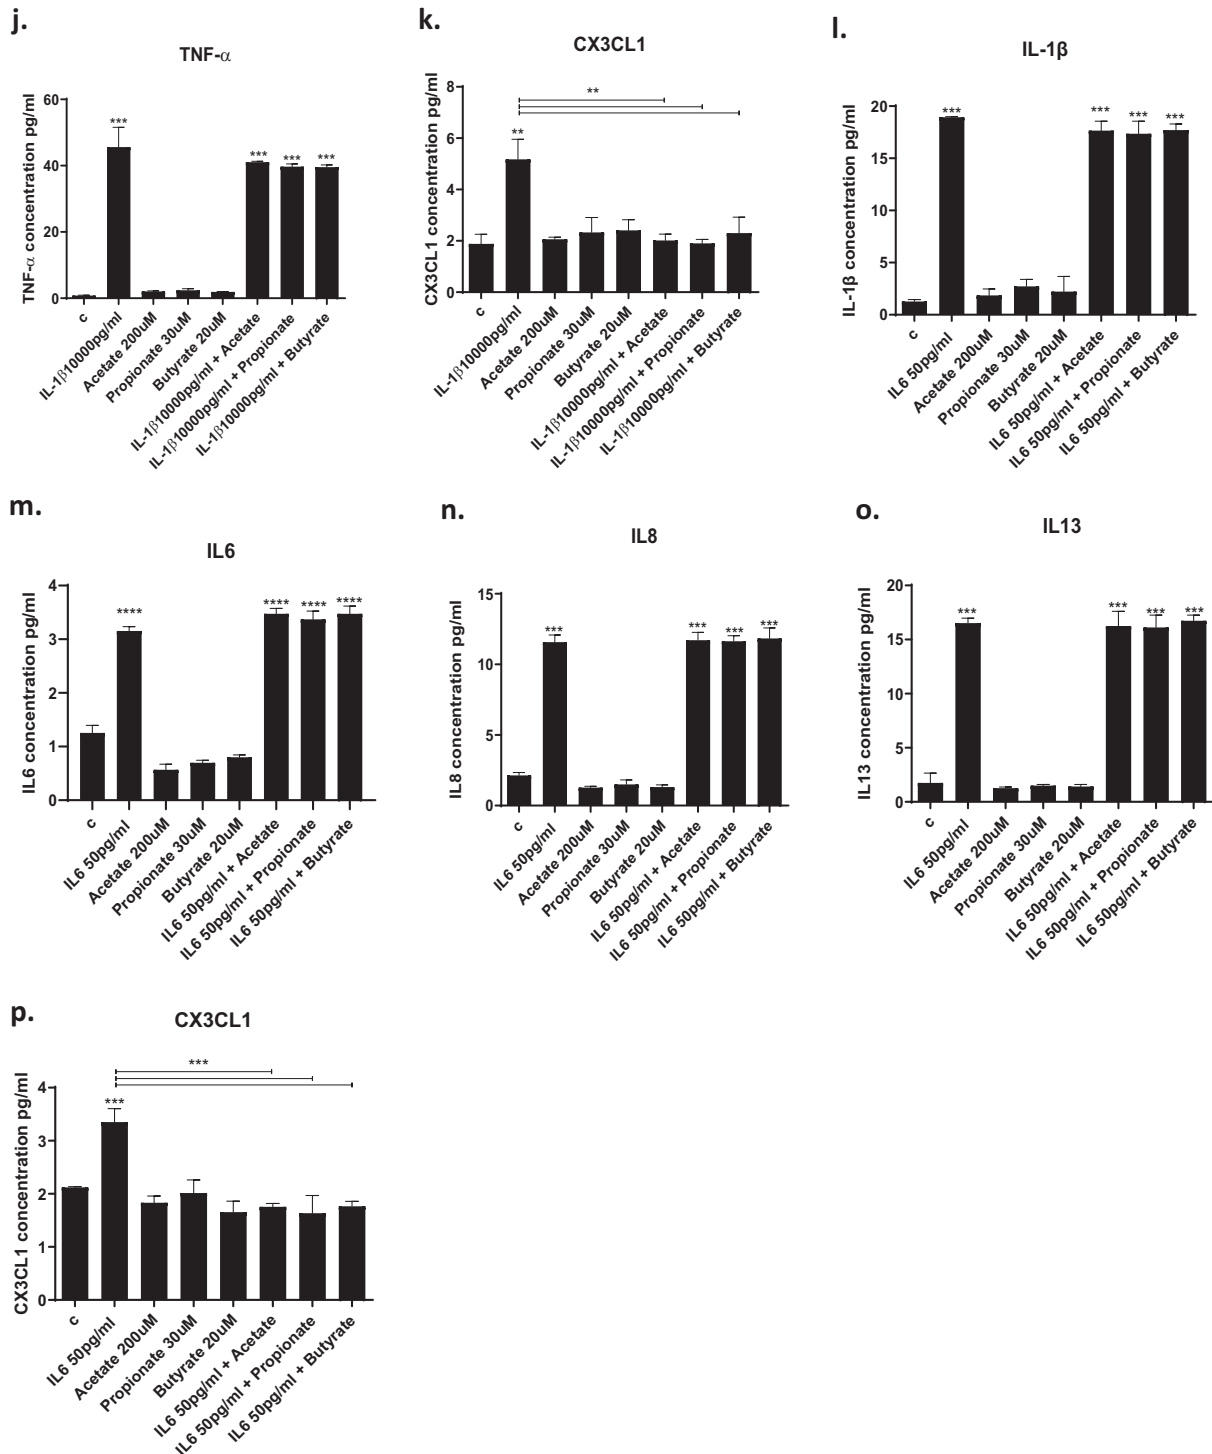 j.
TNF-α
TNF-α concentration pg/ml
60
40
20
0
***
***
***
***
c
IL-1β10000pg/ml
Acetate 200uM
Propionate 30uM
Butyrate 20uM
IL-1β10000pg/ml + Acetate
IL-1β10000pg/ml + Propionate
IL-1β10000pg/ml + Butyrate
k.
CX3CL1
CX3CL1 concentration pg/ml
8
6
4
2
0
**
**
c
IL-1β10000pg/ml
Acetate 200uM
Propionate 30uM
Butyrate 20uM
IL-1β10000pg/ml + Acetate
IL-1β10000pg/ml + Propionate
IL-1β10000pg/ml + Butyrate
l.
IL-1β
IL-1β concentration pg/ml
20
15
10
5
0
***
***
***
***
c
IL6 50pg/ml
Acetate 200uM
Propionate 30uM
Butyrate 20uM
IL6 50pg/ml + Acetate
IL6 50pg/ml + Propionate
IL6 50pg/ml + Butyrate
m.
IL6
IL6 concentration pg/ml
4
3
2
1
0
****
****
****
****
c
IL6 50pg/ml
Acetate 200uM
Propionate 30uM
Butyrate 20uM
IL6 50pg/ml + Acetate
IL6 50pg/ml + Propionate
IL6 50pg/ml + Butyrate
n.
IL8
IL8 concentration pg/ml
15
10
5
0
***
***
***
***
c
IL6 50pg/ml
Acetate 200uM
Propionate 30uM
Butyrate 20uM
IL6 50pg/ml + Acetate
IL6 50pg/ml + Propionate
IL6 50pg/ml + Butyrate
o.
IL13
IL13 concentration pg/ml
20
15
10
5
0
***
***
***
***
c
IL6 50pg/ml
Acetate 200uM
Propionate 30uM
Butyrate 20uM
IL6 50pg/ml + Acetate
IL6 50pg/ml + Propionate
IL6 50pg/ml + Butyrate
p.
CX3CL1
CX3CL1 concentration pg/ml
4
3
2
1
0
***
***
c
IL6 50pg/ml
Acetate 200uM
Propionate 30uM
Butyrate 20uM
IL6 50pg/ml + Acetate
IL6 50pg/ml + Propionate
IL6 50pg/ml + Butyrate